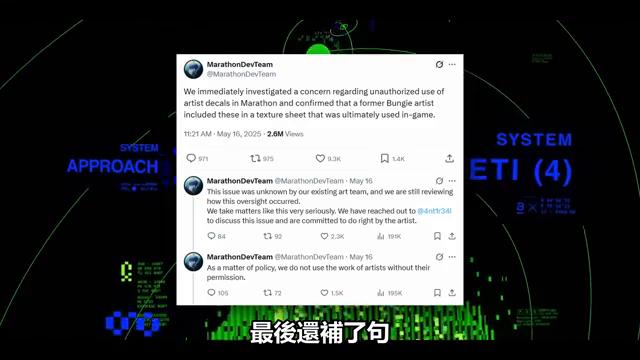 MarathonDevTeam
@MarathonDevTeam
We immediately investigated a concern regarding unauthorized use of
artist decals in Marathon and confirmed that a former Bungie artist
included these in a texture sheet that was ultimately used in-game.
11:21 AM · May 16, 2025 · 2.6M Views
971 975 9.3K 1.4K
MarathonDevTeam @MarathonDevTeam · May 16
This issue was unknown by our existing art team, and we are still reviewing
how this oversight occurred.
We take matters like this very seriously. We have reached out to @4nt1r34l
to discuss this issue and are committed to do right by the artist.
84 92 2.3K 191K
MarathonDevTeam @MarathonDevTeam · May 16
As a matter of policy, we do not use the work of artists without their
permission.
105 72 1.5K 195K
SYSTEM
APPROACH
SYSTEM
ETI (4)
最後還補了句